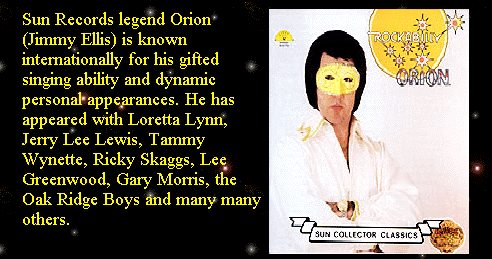 Sun Records legend Orion
(Jimmy Ellis) is known
internationally for his gifted
singing ability and dynamic
personal appearances. He has
appeared with Loretta Lynn,
Jerry Lee Lewis, Tammy
Wynette, Ricky Skaggs, Lee
Greenwood, Gary Morris, the
Oak Ridge Boys and many many
others.
ROCKABILLY
ORION
SUN COLLECTOR CLASSICS